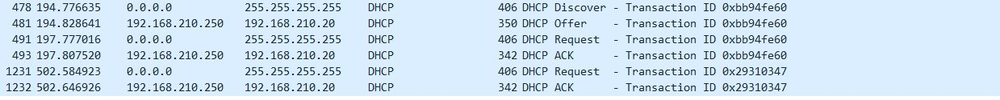 478 194.776635 0.0.0.0 255.255.255.255 DHCP 406 DHCP Discover - Transaction ID 0xbb94fe60
481 194.828641 192.168.210.250 192.168.210.20 DHCP 350 DHCP Offer - Transaction ID 0xbb94fe60
491 197.777016 0.0.0.0 255.255.255.255 DHCP 406 DHCP Request - Transaction ID 0xbb94fe60
493 197.807520 192.168.210.250 192.168.210.20 DHCP 342 DHCP ACK - Transaction ID 0xbb94fe60
1231 502.584923 0.0.0.0 255.255.255.255 DHCP 406 DHCP Request - Transaction ID 0x29310347
1232 502.646926 192.168.210.250 192.168.210.20 DHCP 342 DHCP ACK - Transaction ID 0x29310347